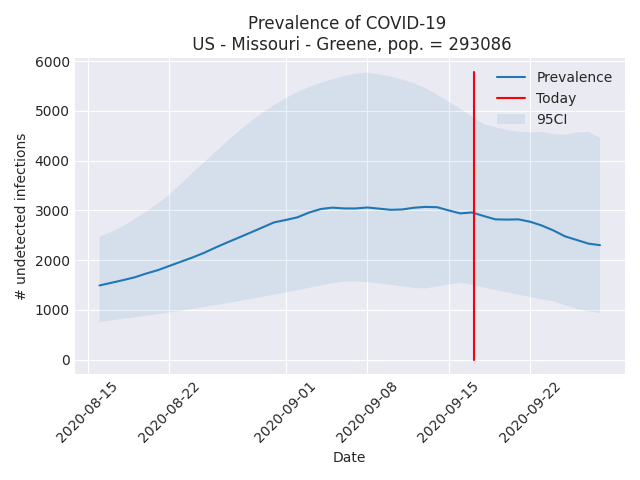 Prevalence of COVID-19
US - Missouri - Greene, pop. = 293086
6000
5000
4000
3000
2000
1000
0
# undetected infections
Prevalence
Today
95CI
2020-08-15
2020-08-22
2020-09-01
2020-09-08
2020-09-15
2020-09-22
Date